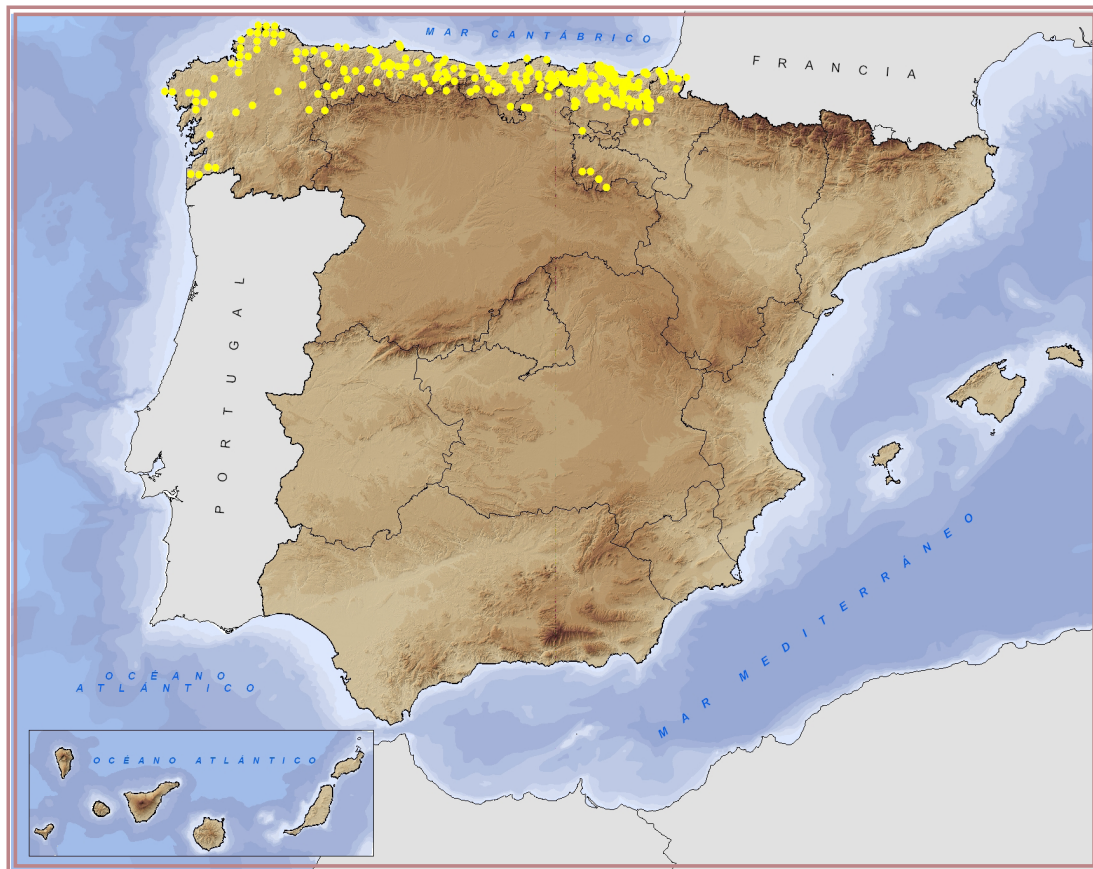 MAR CANTÁBRICO
FRANCIA
PORTUGAL
MAR MEDITERRÁNEO
OCÉANO
ATLÁNTICO
OCÉANO ATLÁNTICO